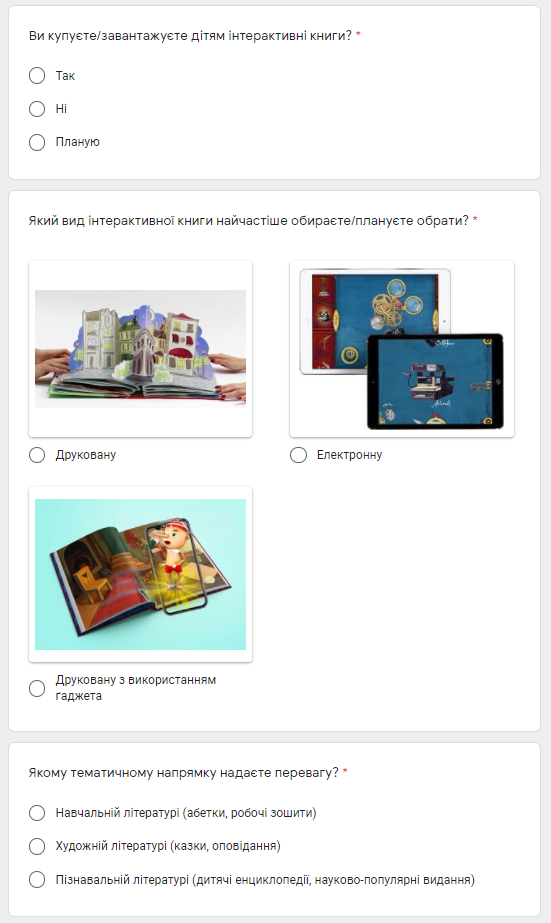 Ви купуєте/завантажуєте дітям інтерактивні книги? *
Так
Ні
Планую
Який вид інтерактивної книги найчастіше обираєте/плануєте обрати? *
Друковану
Електронну
Друковану з використанням
ґаджета
Якому тематичному напрямку надаєте перевагу? *
Навчальній літературі (абетки, робочі зошити)
Художній літературі (казки, оповідання)
Пізнавальній літературі (дитячі енциклопедії, науково-популярні видання)